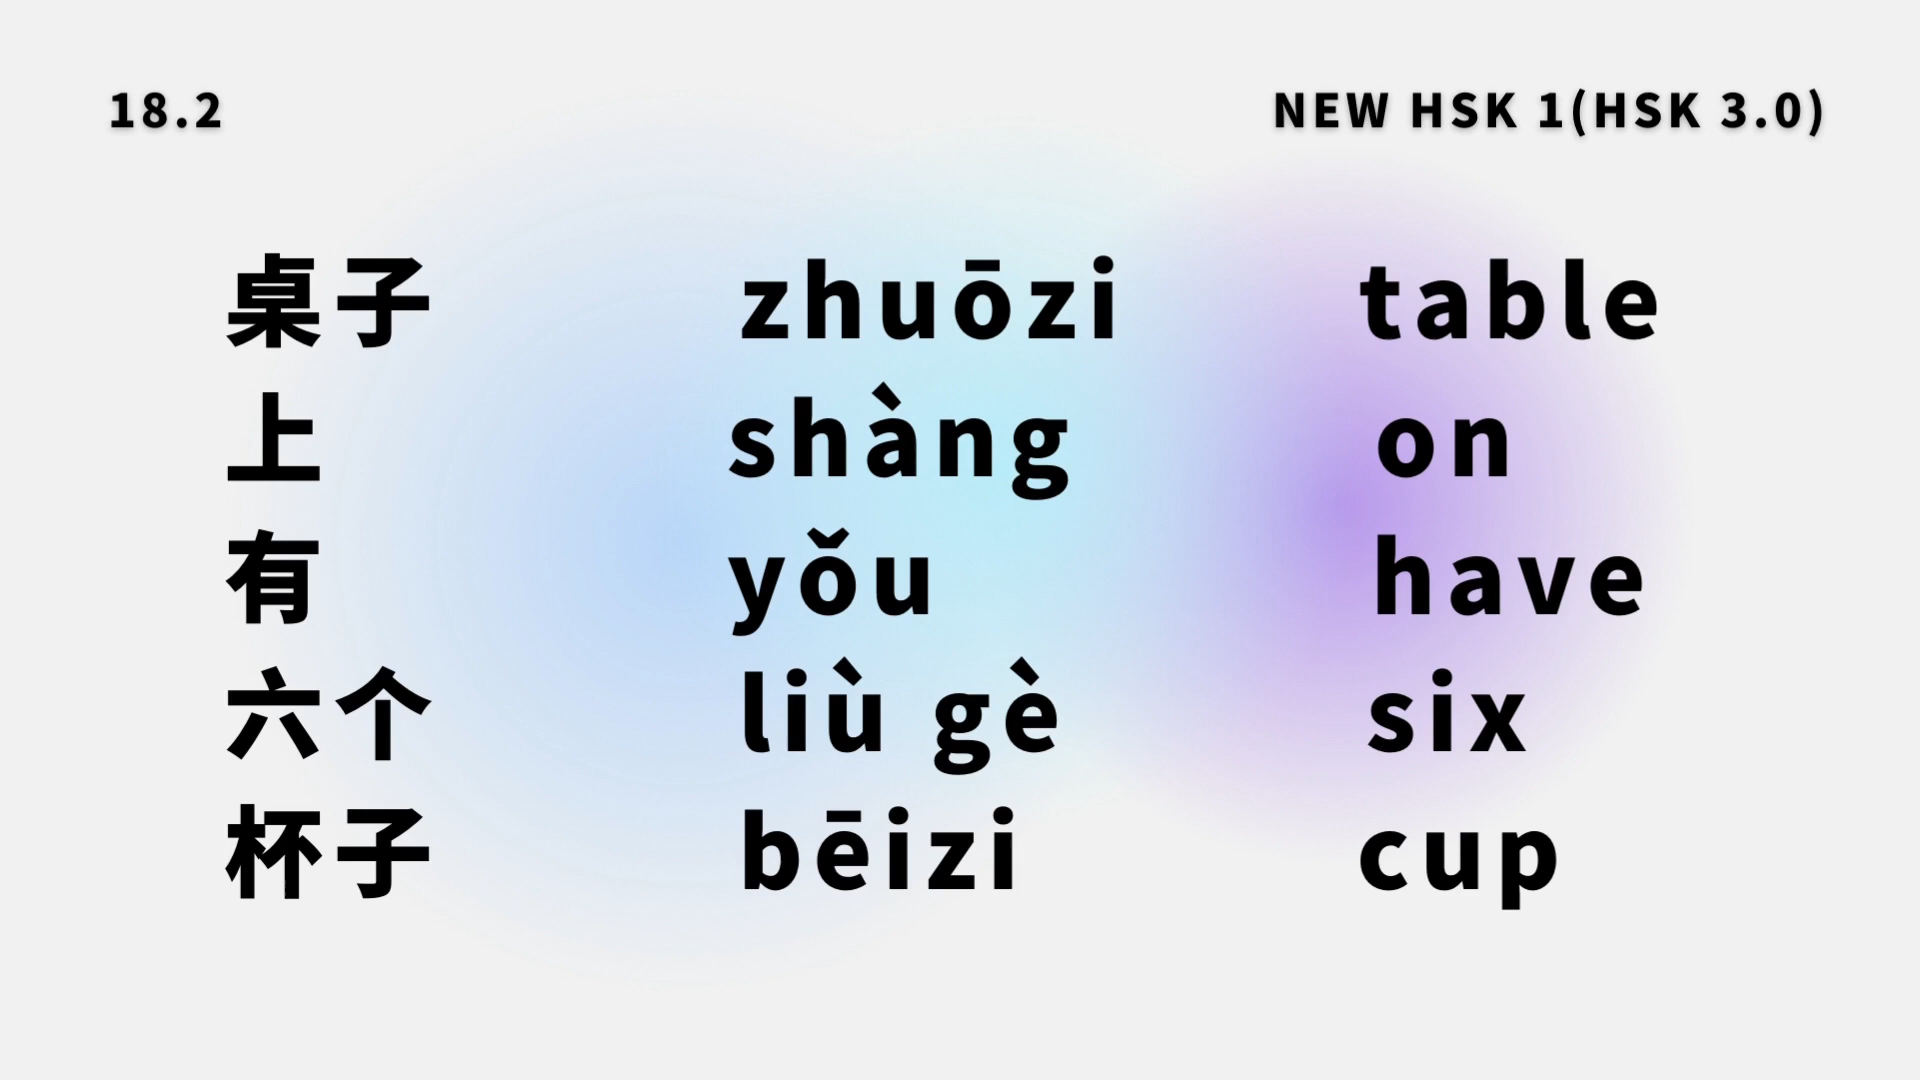 18.2 NEW HSK 1(HSK 3.0)
桌子 zhuōzi table
上 shàng on
有 yǒu have
六个 liù gè six
杯子 bēizi cup